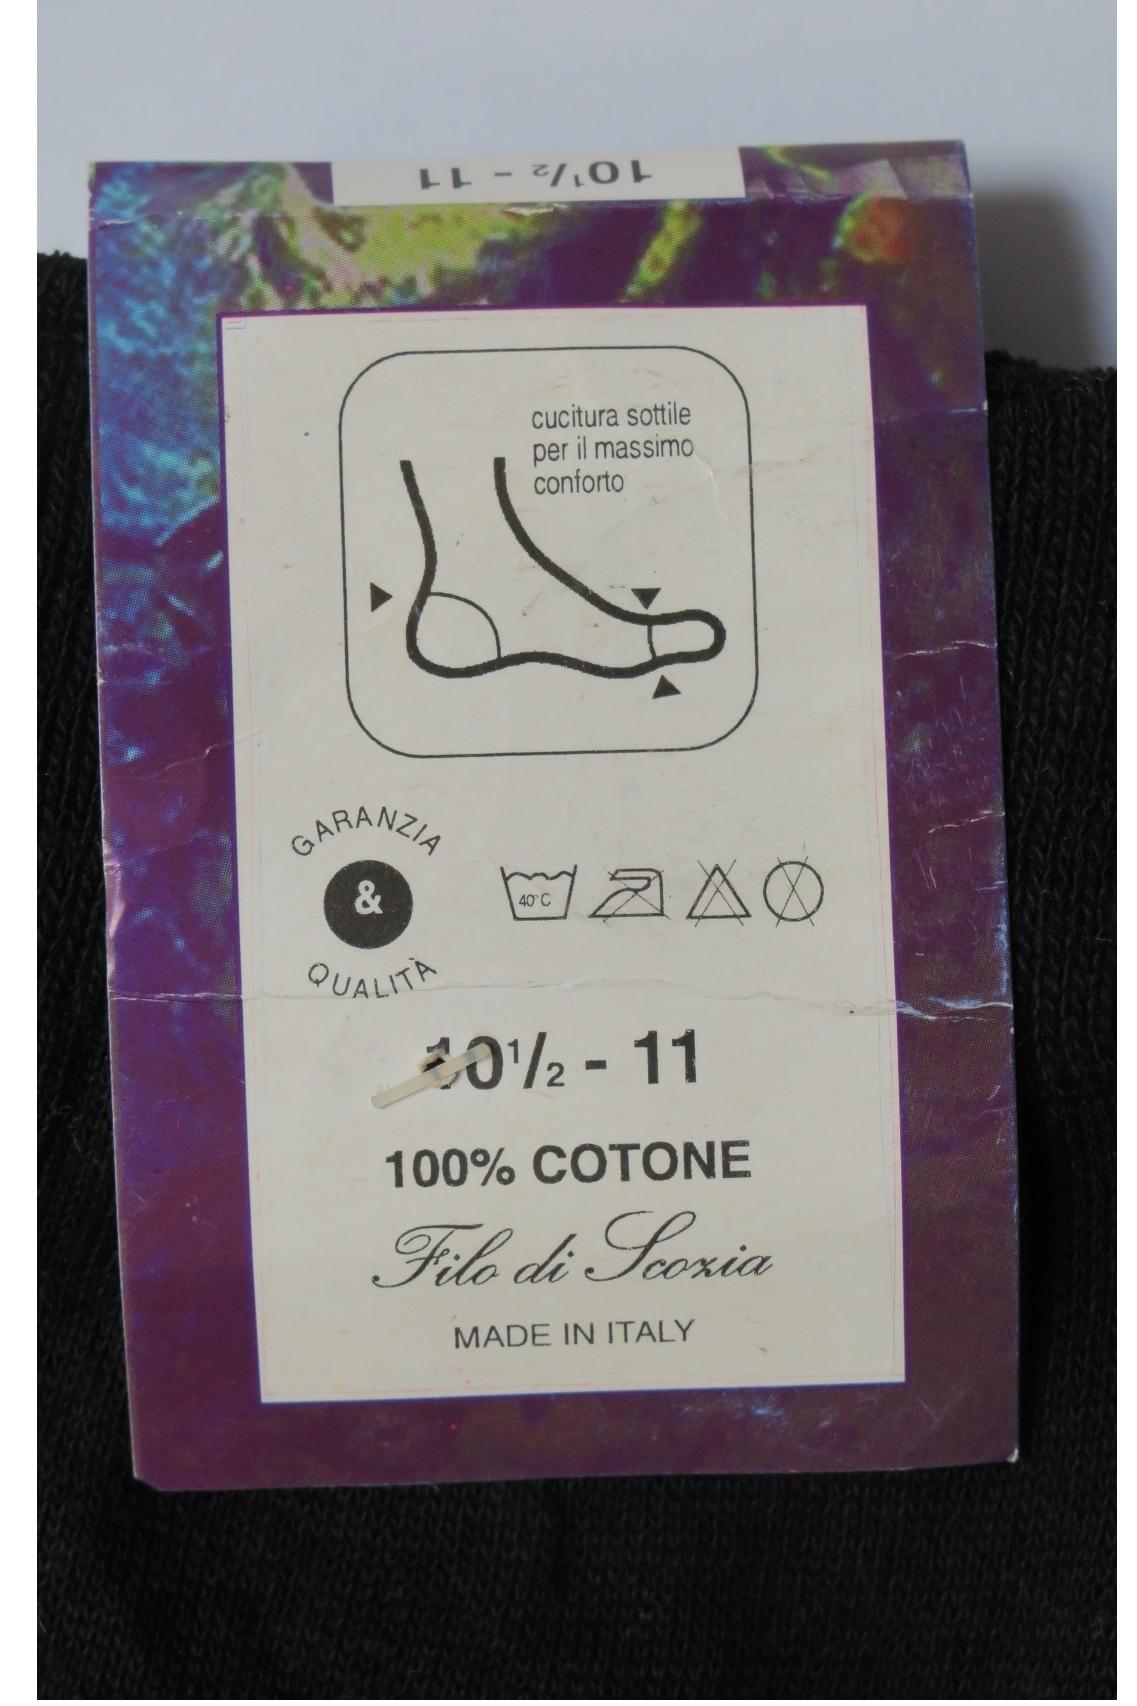 10½ - 11
cucitura sottile
per il massimo
conforto
GARANZIA
&
QUALITÀ
40°C
10½ - 11
100% COTONE
Filo di Scozia
MADE IN ITALY